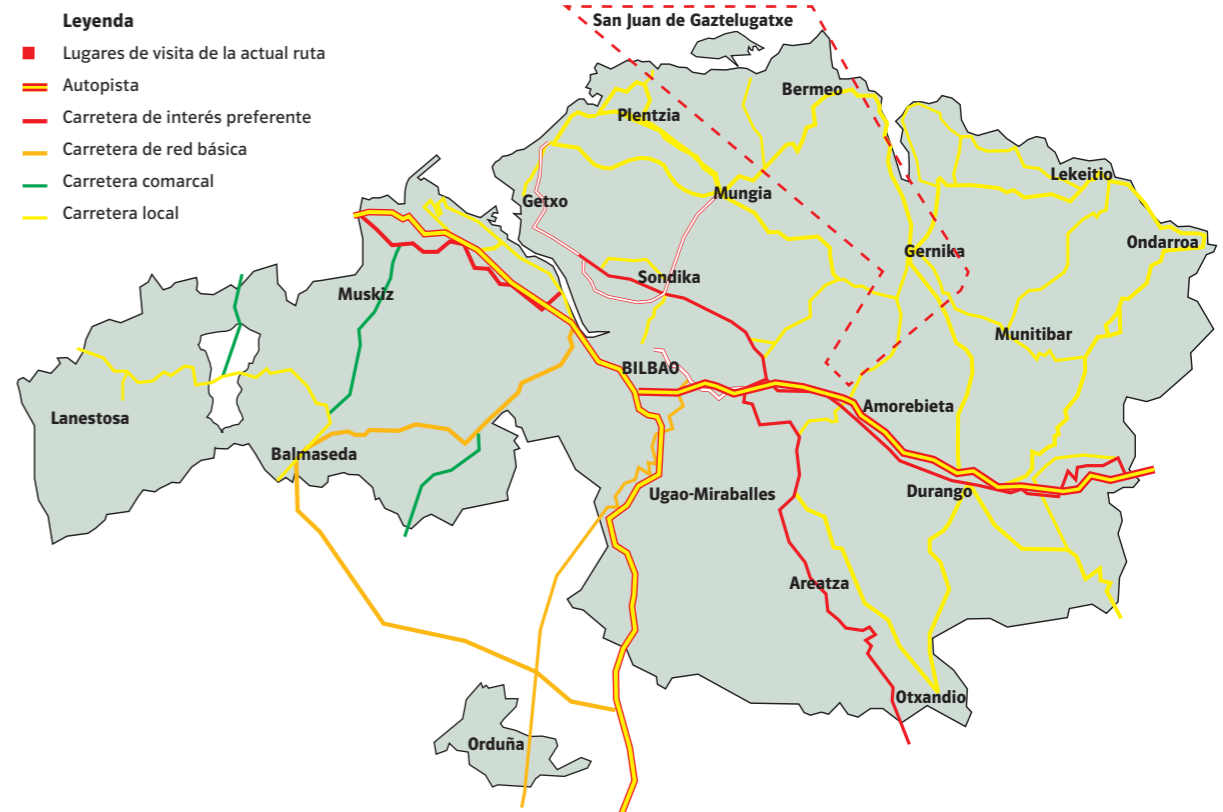 Leyenda
Lugares de visita de la actual ruta
Autopista
Carretera de interés preferente
Carretera de red básica
Carretera comarcal
Carretera local
San Juan de Gaztelugatxe
Bermeo
Plentzia
Lekeitio
Getxo
Mungia
Ondarroa
Gernika
Sondika
Muskiz
Munitibar
BILBAO
Lanestosa
Amorebieta
Balmaseda
Ugao-Miraballes
Durango
Areatza
Otxandio
Orduña